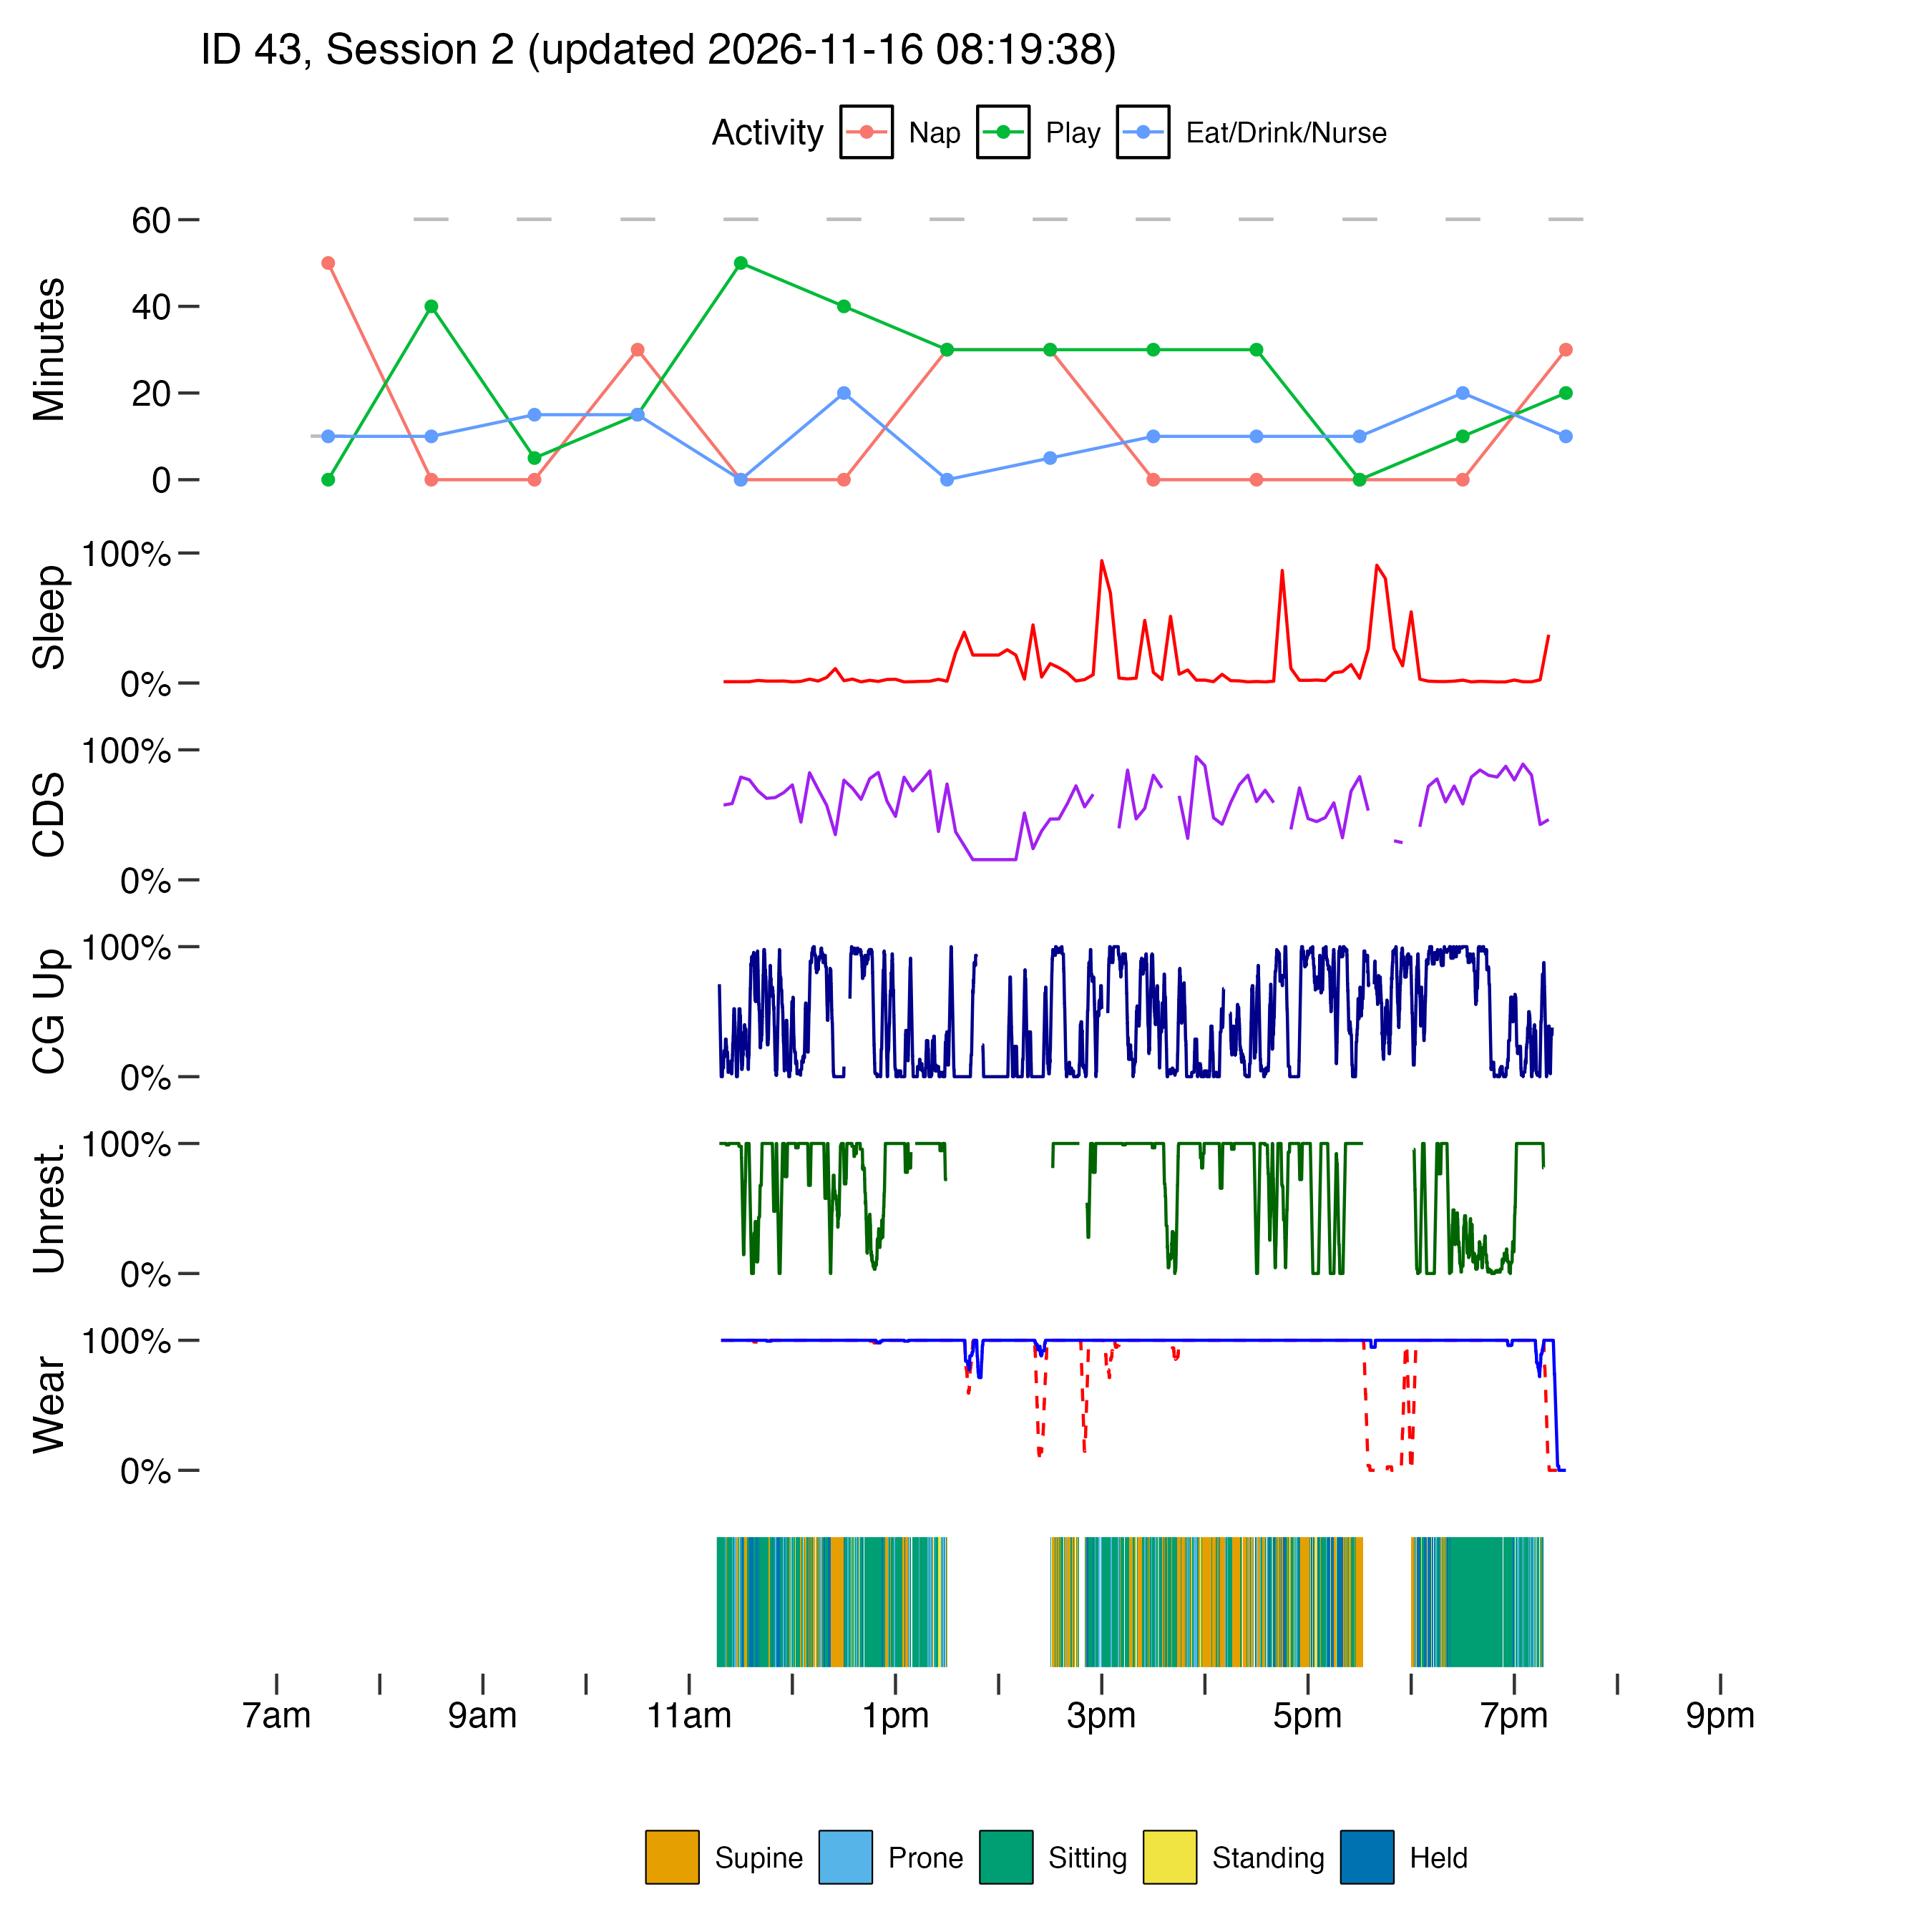 ID 43, Session 2 (updated 2026-11-16 08:19:38)
Activity Nap Play Eat/Drink/Nurse
Minutes
60
40
20
0
Sleep
100%
0%
CDS
100%
0%
CG Up
100%
0%
Unrest.
100%
0%
Wear
100%
0%
7am 9am 11am 1pm 3pm 5pm 7pm 9pm
Supine Prone Sitting Standing Held